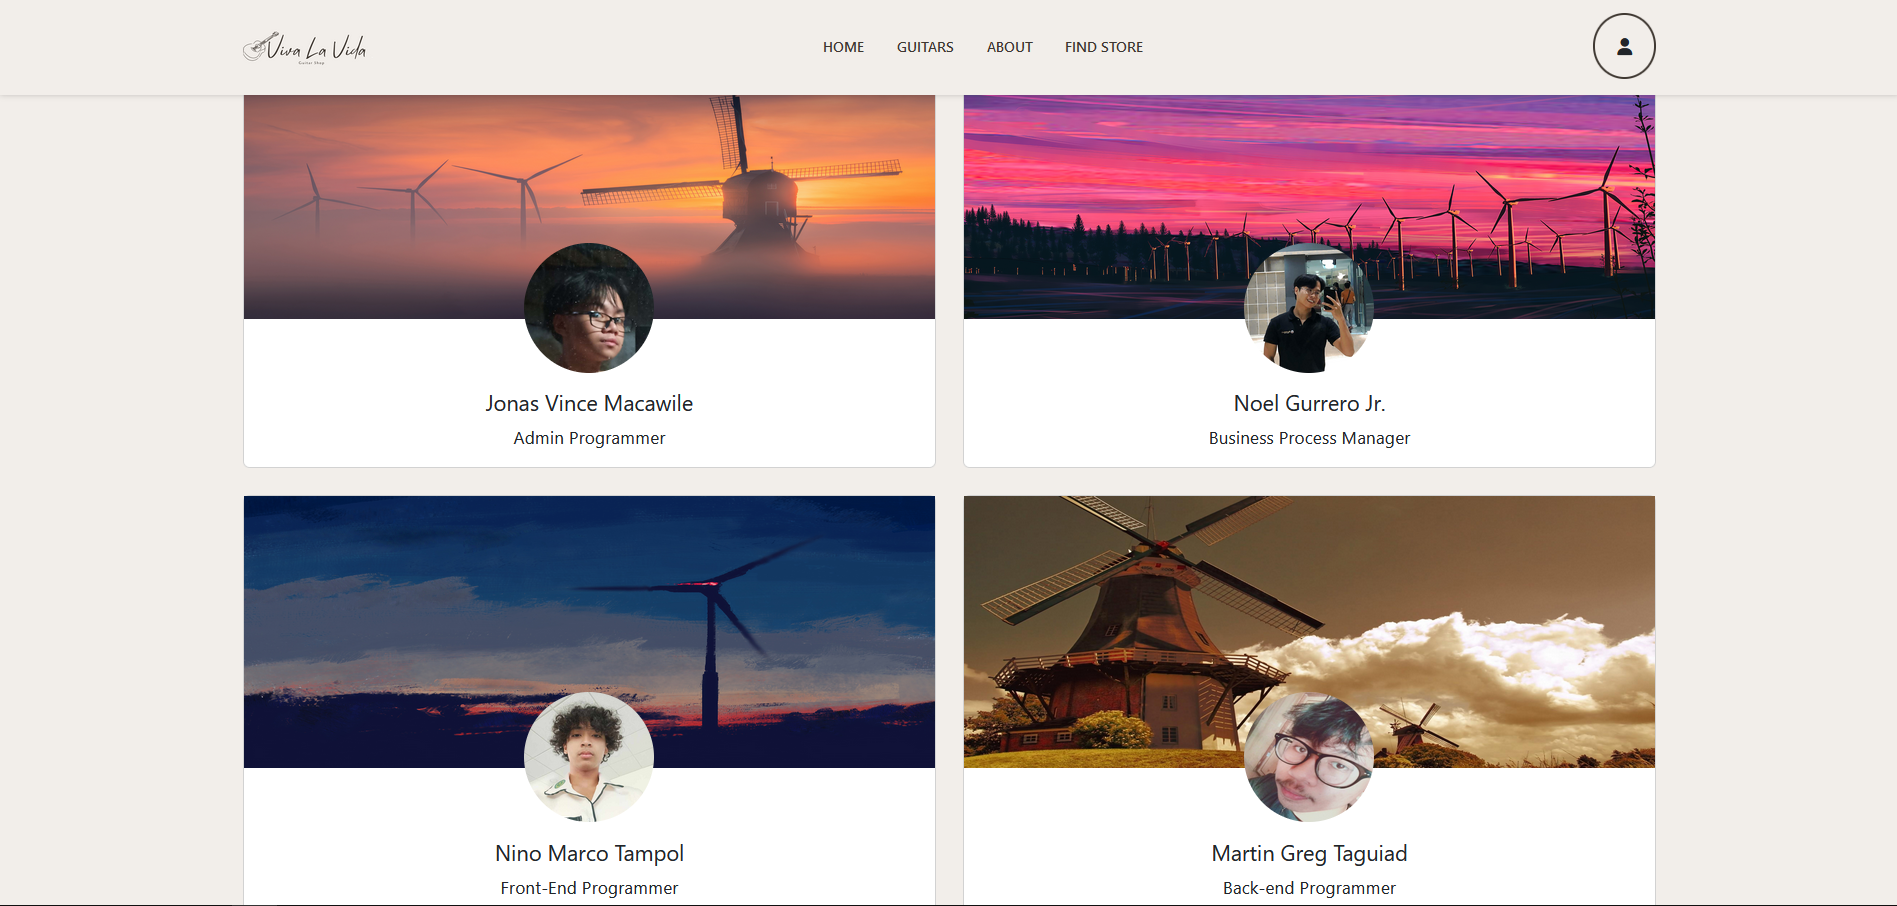 Viva La Vida
Guitar Shop
HOME GUITARS ABOUT FIND STORE
Jonas Vince Macawile
Admin Programmer
Noel Gurrero Jr.
Business Process Manager
Nino Marco Tampol
Front-End Programmer
Martin Greg Taguiad
Back-end Programmer